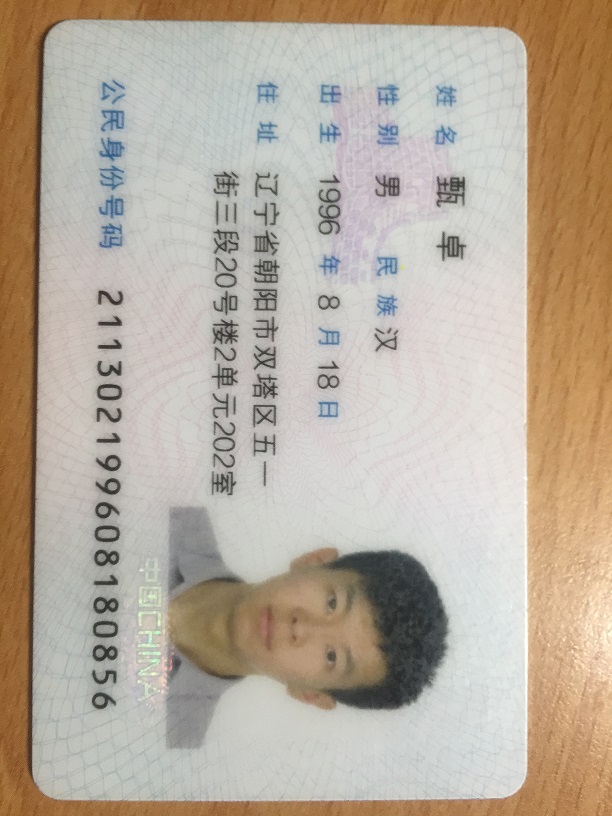 姓名 甄卓
性别 男 民族 汉
出生 1996 年 8 月 18 日
住址 辽宁省朝阳市双塔区五一
街三段20号楼2单元202室
公民身份号码 211302199608180856
中国CHINA